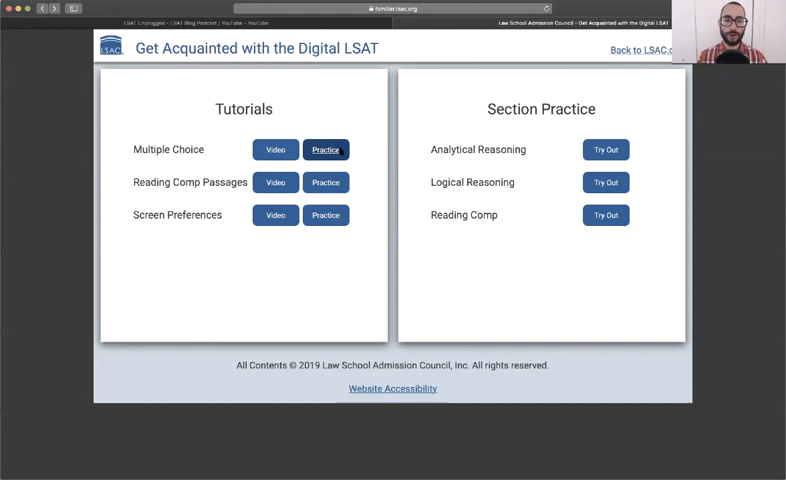 familiar.lsac.org
LSAT Unplugged - LSAT Blog Podcast / YouTube - YouTube
Law School Admission Council - Get Acquainted with the Digital LSAT
LSAC
Get Acquainted with the Digital LSAT
Back to LSAC.o
Tutorials
Multiple Choice Video Practice
Reading Comp Passages Video Practice
Screen Preferences Video Practice
Section Practice
Analytical Reasoning Try Out
Logical Reasoning Try Out
Reading Comp Try Out
All Contents © 2019 Law School Admission Council, Inc. All rights reserved.
Website Accessibility